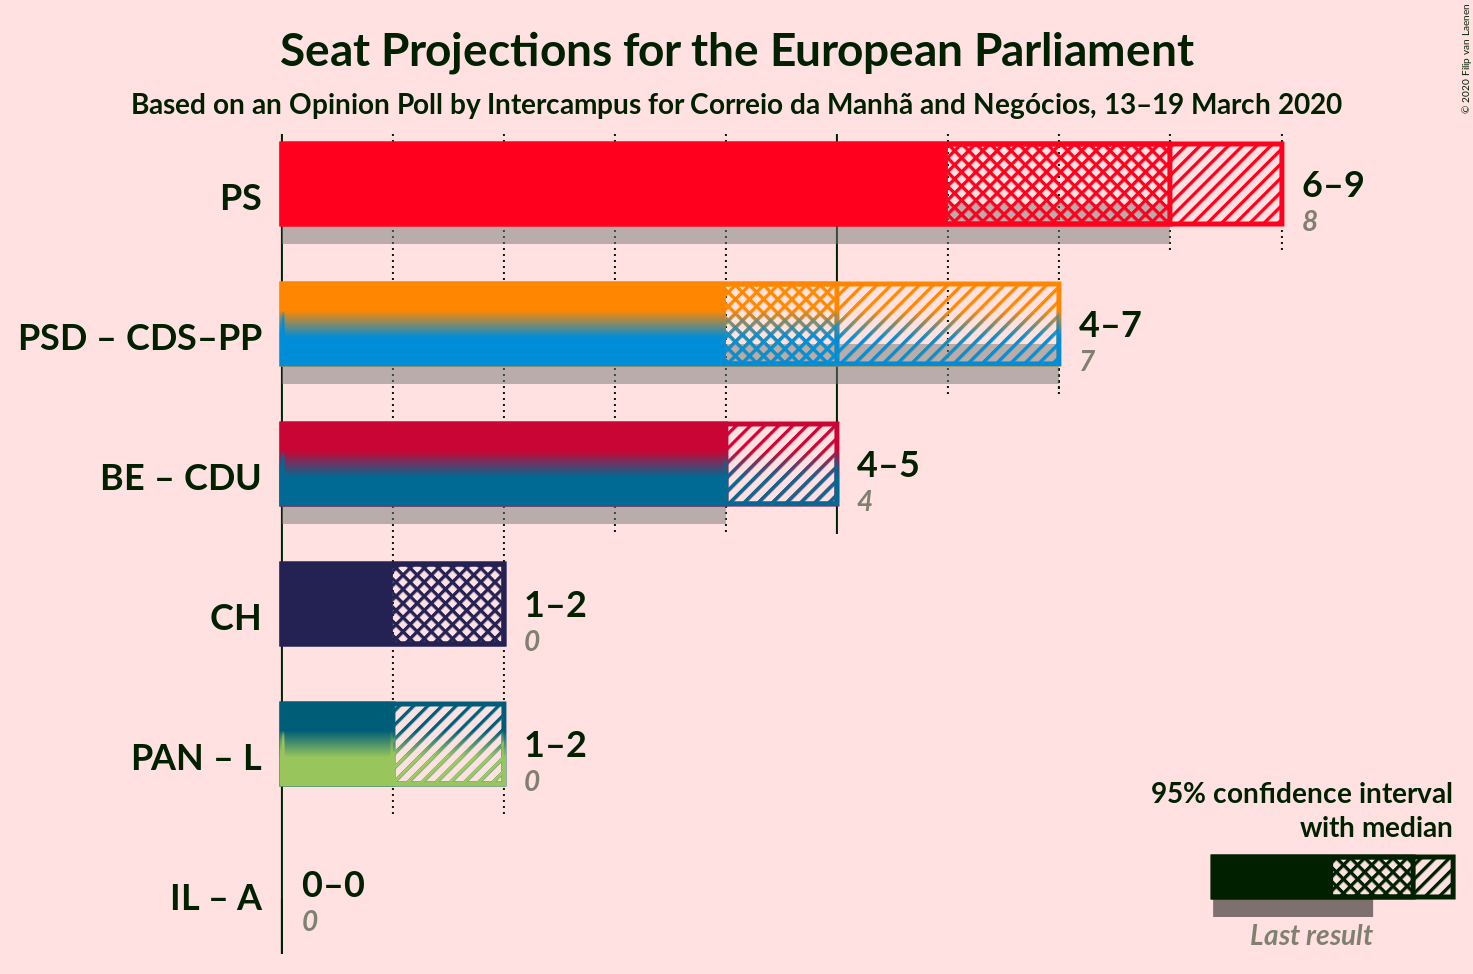 Seat Projections for the European Parliament
Based on an Opinion Poll by Intercampus for Correio da Manhã and Negócios, 13–19 March 2020
© 2020 Filip van Laenen
PS
6–9
8
PSD – CDS–PP
4–7
7
BE – CDU
4–5
4
CH
1–2
0
PAN – L
1–2
0
IL – A
0–0
0
95% confidence interval
with median
Last result